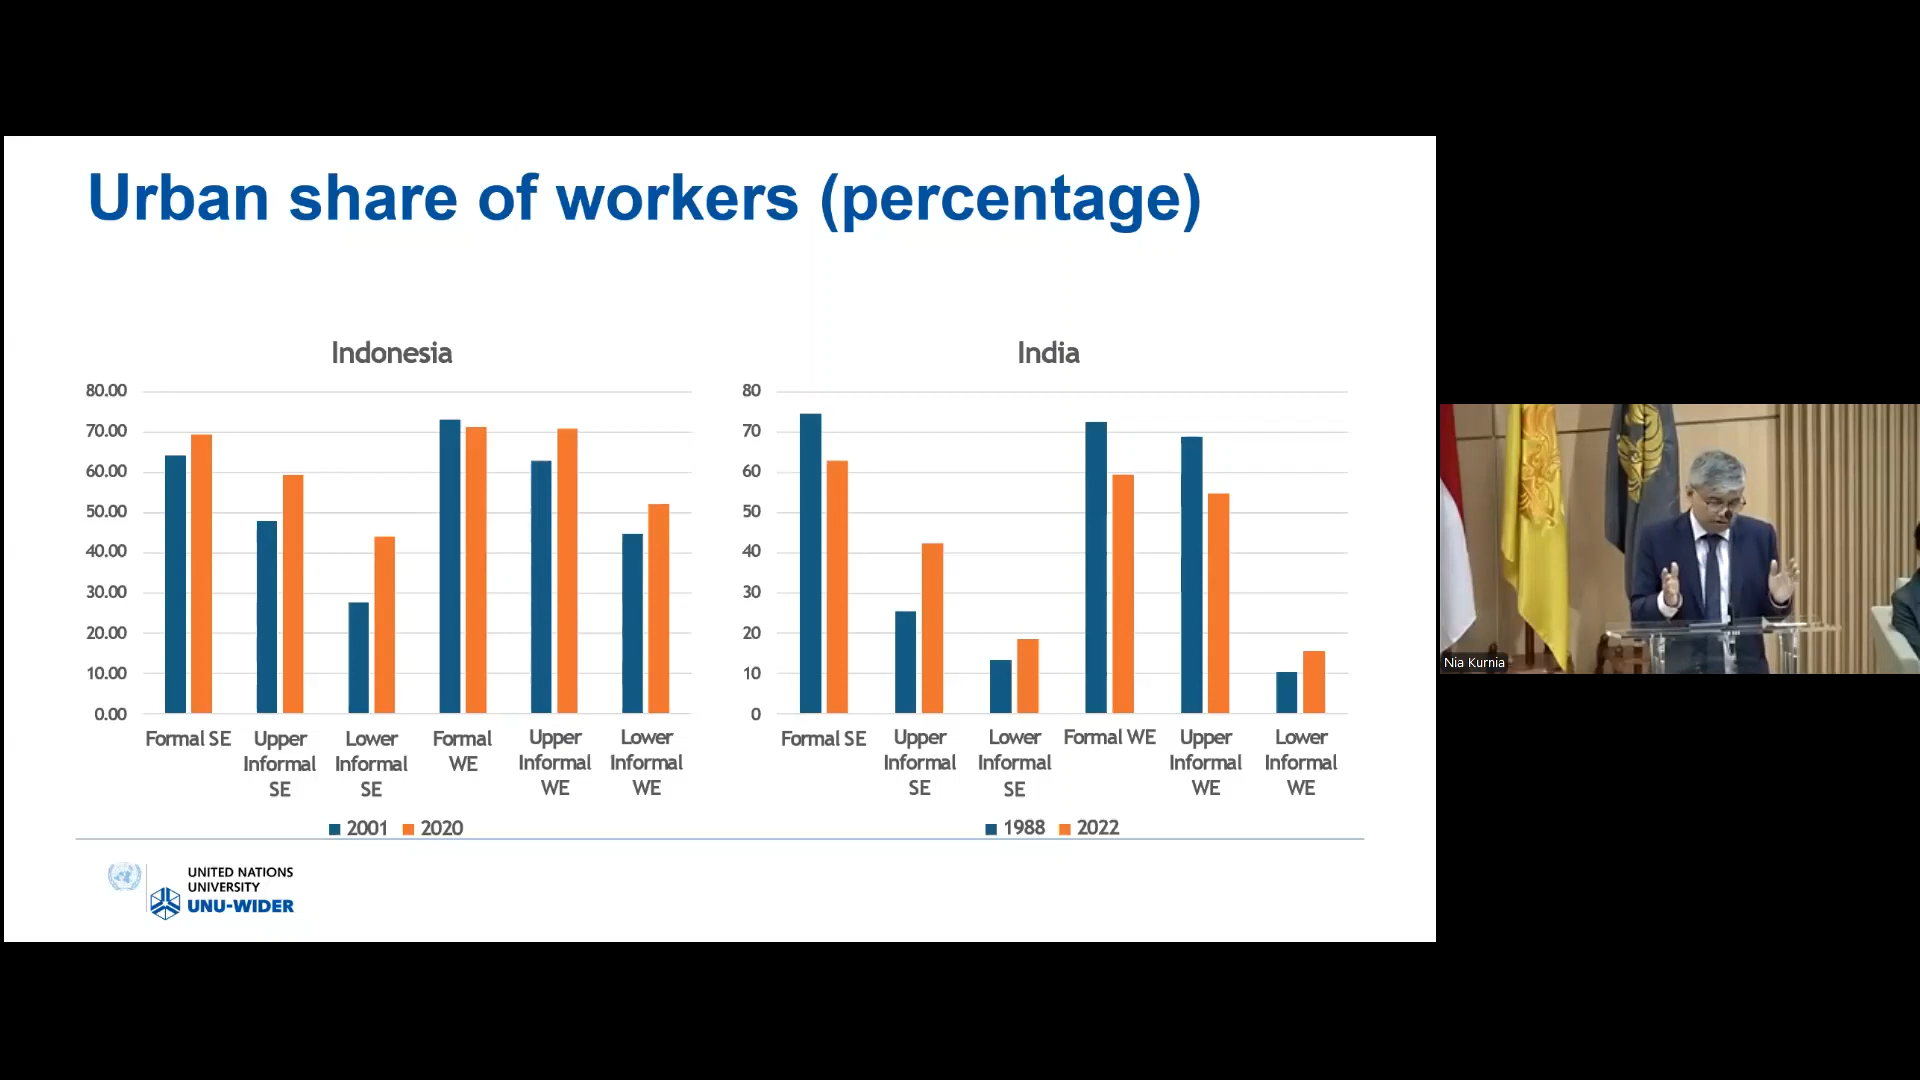 Urban share of workers (percentage)
Indonesia
80.00
70.00
60.00
50.00
40.00
30.00
20.00
10.00
0.00
Formal SE
Upper
Informal
SE
Lower
Informal
SE
Formal
WE
Upper
Informal
WE
Lower
Informal
WE
2001
2020
India
80
70
60
50
40
30
20
10
0
Formal SE
Upper
Informal
SE
Lower
Informal
SE
Formal WE
Upper
Informal
WE
Lower
Informal
WE
1988
2022
UNITED NATIONS
UNIVERSITY
UNU-WIDER
Nia Kurnia